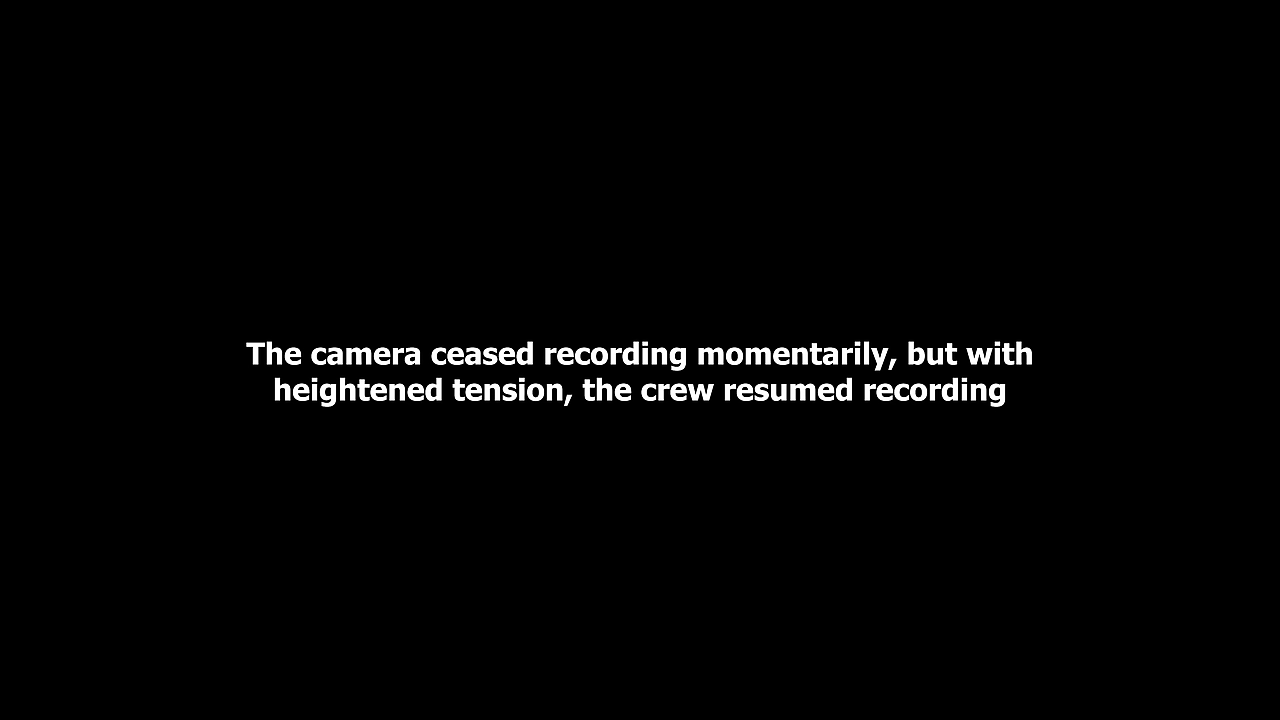 The camera ceased recording momentarily, but with
heightened tension, the crew resumed recording